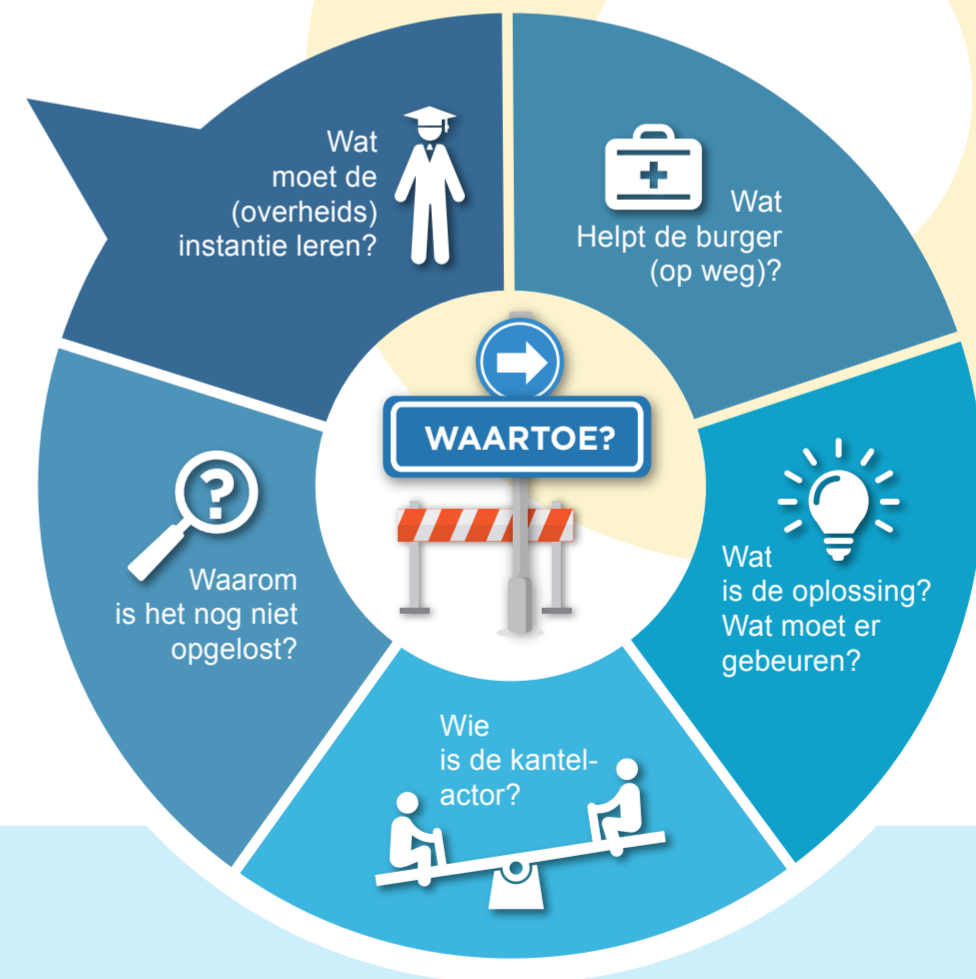 Wat
moet de
(overheids)
instantie leren?
Wat
Helpt de burger
(op weg)?
WAARTOE?
?
Waarom
is het nog niet
opgelost?
Wat
is de oplossing?
Wat moet er
gebeuren?
Wie
is de kantel-
actor?